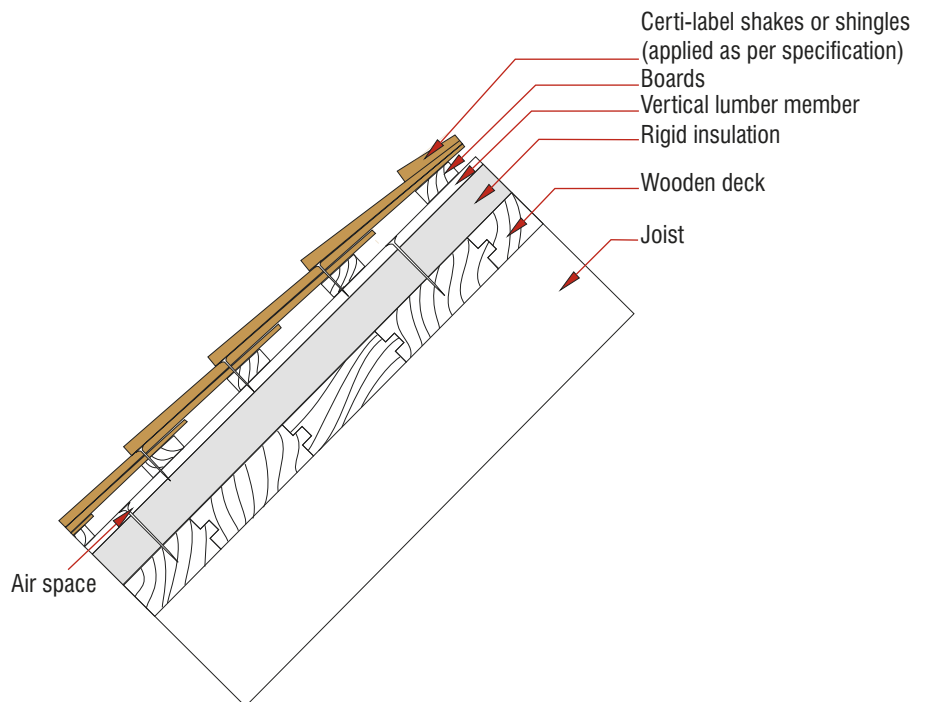 Certi-label shakes or shingles
(applied as per specification)
Boards
Vertical lumber member
Rigid insulation
Wooden deck
Joist
Air space